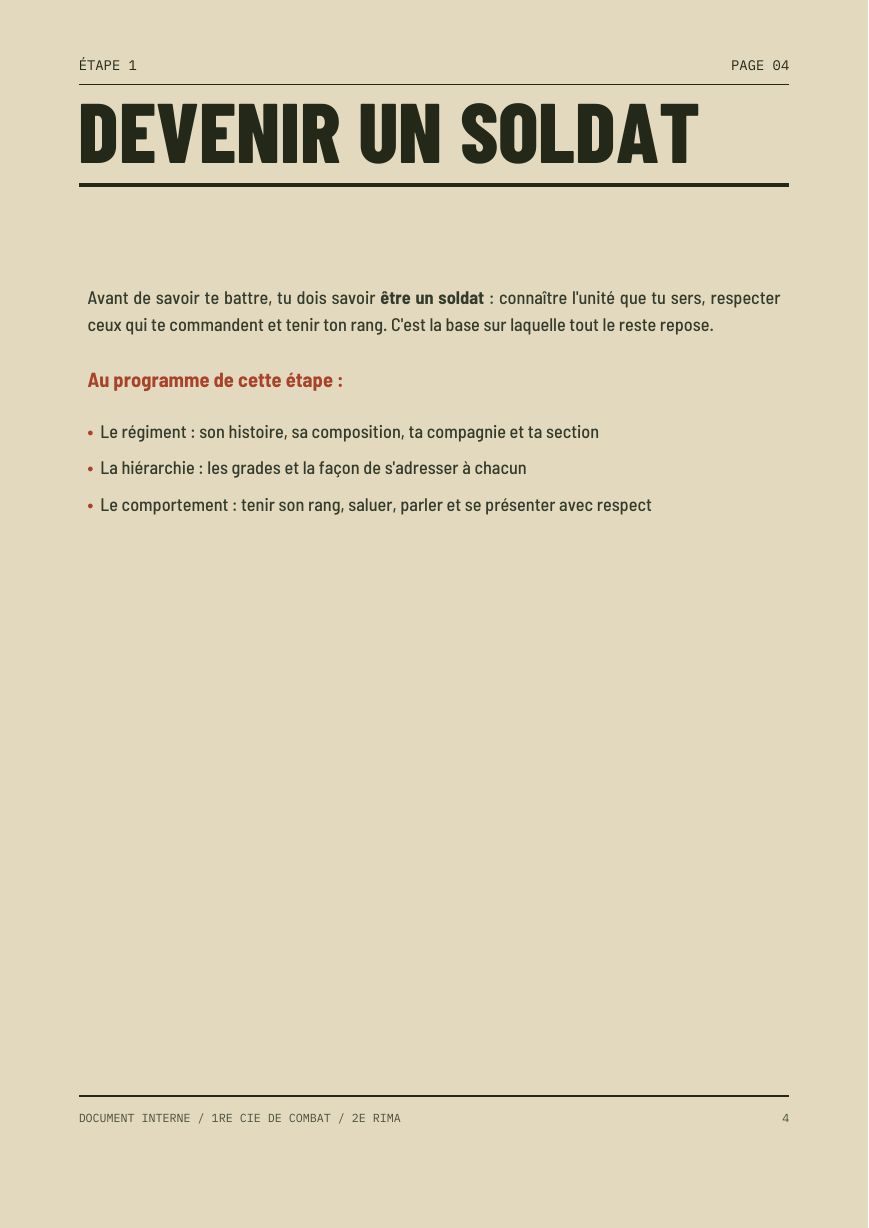 ÉTAPE 1
PAGE 04
DEVENIR UN SOLDAT
Avant de savoir te battre, tu dois savoir être un soldat : connaître l'unité que tu sers, respecter
ceux qui te commandent et tenir ton rang. C'est la base sur laquelle tout le reste repose.
Au programme de cette étape :
• Le régiment : son histoire, sa composition, ta compagnie et ta section
• La hiérarchie : les grades et la façon de s'adresser à chacun
• Le comportement : tenir son rang, saluer, parler et se présenter avec respect
DOCUMENT INTERNE / 1RE CIE DE COMBAT / 2E RIMA
4